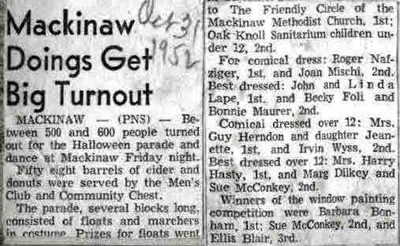 Mackinaw
Oct 31
1952
Doings Get
Big Turnout
MACKINAW — (PNS) — Be-
tween 500 and 600 people turned
out for the Halloween parade and
dance at Mackinaw Friday night.
Fifty eight barrels of cider and
donuts were served by the Men's
Club and Community Chest.
The parade, several blocks long,
consisted of floats and marchers
in costume. Prizes for floats went
to The Friendly Circle of the
Mackinaw Methodist Church, 1st;
Oak Knoll Sanitarium children un-
der 12, 2nd.
For comical dress: Roger Naf-
ziger, 1st, and Joan Mischi, 2nd.
Best dressed: John and Linda
Lape, 1st, and Becky Foli and
Bonnie Maurer, 2nd.
Comical dressed over 12: Mrs.
Guy Herndon and daughter Jean-
ette, 1st, and Irvin Wyss, 2nd.
Best dressed over 12: Mrs. Harry
Hasty, 1st, and Marg Dilkey and
Sue McConkey, 2nd.
Winners of the window painting
competition were Barbara Bon-
ham, 1st; Sue McConkey, 2nd, and
Ellis Blair, 3rd.